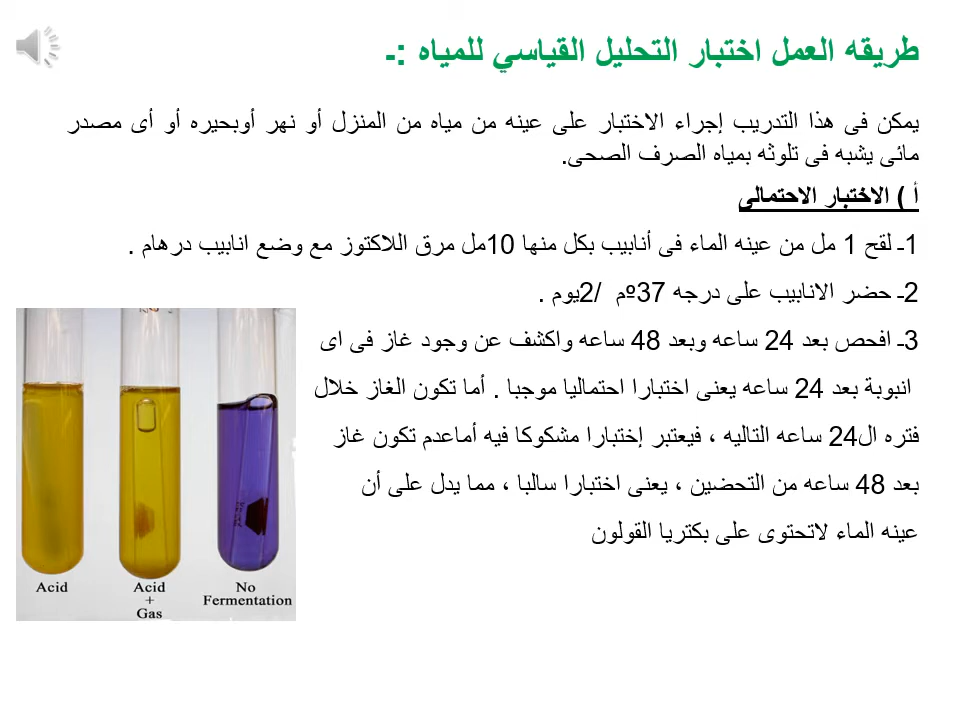 طريقه العمل اختبار التحليل القياسي للمياه :ـ
يمكن فى هذا التدريب إجراء الاختبار على عينه من مياه من المنزل أو نهر أوبحيره أو أى مصدر
مائى يشبه فى تلوثه بمياه الصرف الصحى.
أ ) الاختبار الاحتمالى
1ـ لقح 1 مل من عينه الماء فى أنابيب بكل منها 10مل مرق اللاكتوز مع وضع انابيب درهام .
2ـ حضر الانابيب على درجه 37ºم /2يوم .
3ـ افحص بعد 24 ساعه وبعد 48 ساعه واكشف عن وجود غاز فى اى
انبوبة بعد 24 ساعه يعنى اختبارا احتماليا موجبا . أما تكون الغاز خلال
فتره ال24 ساعه التاليه ، فيعتبر إختبارا مشكوكا فيه أماعدم تكون غاز
بعد 48 ساعه من التحضين ، يعنى اختبارا سالبا ، مما يدل على أن
عينه الماء لاتحتوى على بكتريا القولون
Acid
Acid
+
Gas
No
Fermentation